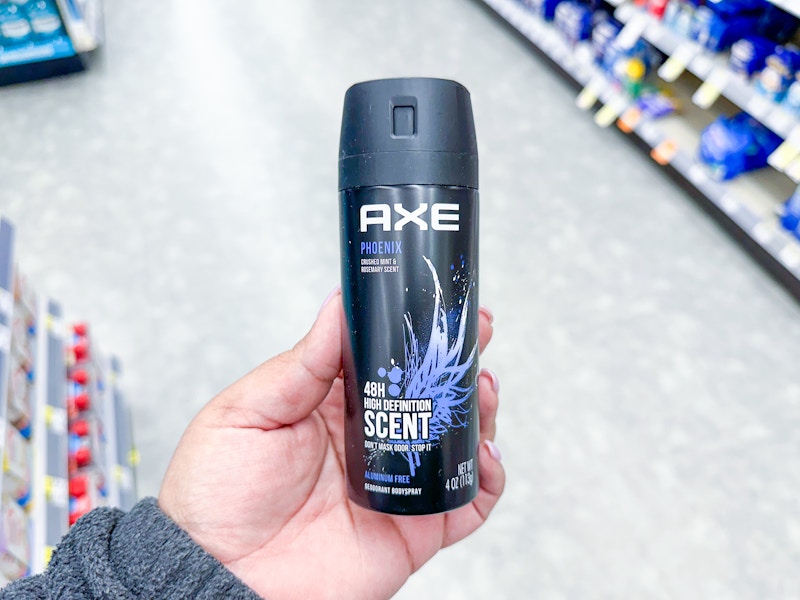 AXE
PHOENIX
CRUSHED MINT &
ROSEMARY SCENT
48H
HIGH DEFINITION
SCENT
DON'T MASK ODOR. STOP IT
ALUMINUM FREE
DEODORANT BODYSPRAY
NET WT
4 OZ (113g)